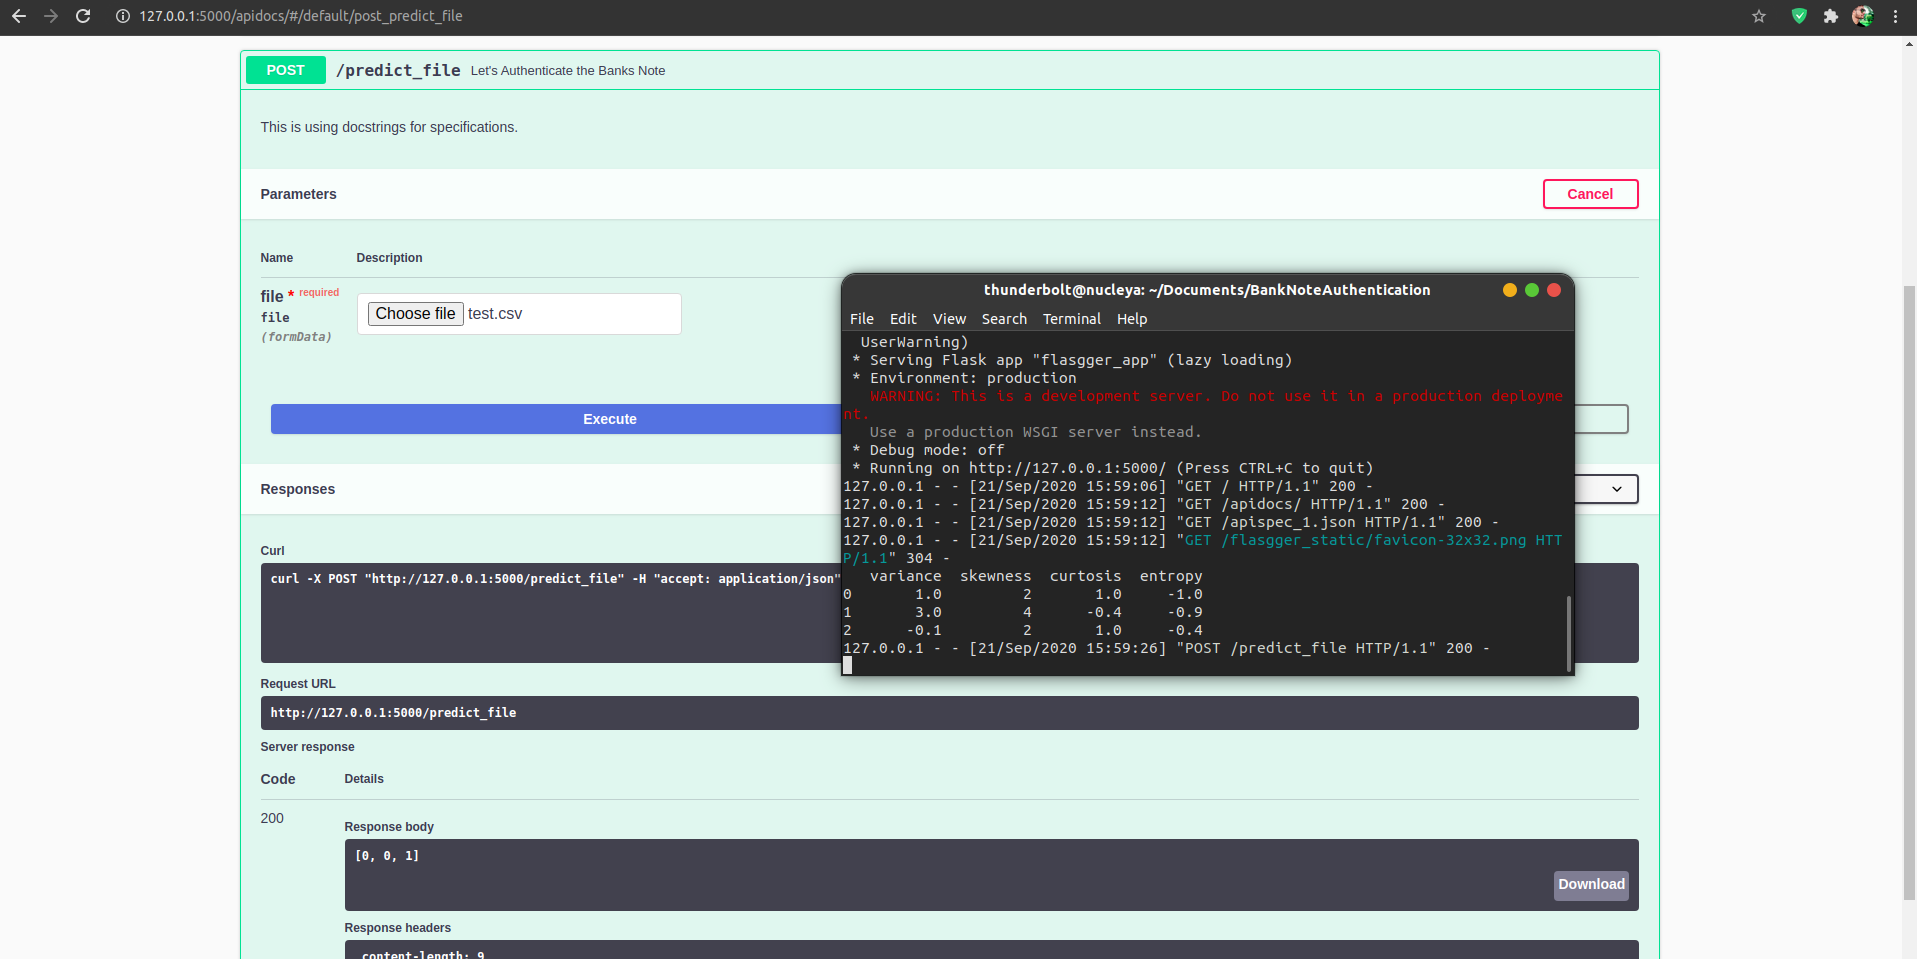 127.0.0.1:5000/apidocs/#/default/post_predict_file
POST /predict_file Let's Authenticate the Banks Note
This is using docstrings for specifications.
Parameters
Cancel
Name Description
file * required
file
(formData)
Choose file test.csv
Execute
Responses
Curl
curl -X POST "http://127.0.0.1:5000/predict_file" -H "accept: application/json"
Request URL
http://127.0.0.1:5000/predict_file
Server response
Code Details
200
Response body
[0, 0, 1]
Download
Response headers
content-length: 9
thunderbolt@nucleya: ~/Documents/BankNoteAuthentication
File Edit View Search Terminal Help
UserWarning)
* Serving Flask app "flasgger_app" (lazy loading)
* Environment: production
WARNING: This is a development server. Do not use it in a production deployme
nt.
Use a production WSGI server instead.
* Debug mode: off
* Running on http://127.0.0.1:5000/ (Press CTRL+C to quit)
127.0.0.1 - - [21/Sep/2020 15:59:06] "GET / HTTP/1.1" 200 -
127.0.0.1 - - [21/Sep/2020 15:59:12] "GET /apidocs/ HTTP/1.1" 200 -
127.0.0.1 - - [21/Sep/2020 15:59:12] "GET /apispec_1.json HTTP/1.1" 200 -
127.0.0.1 - - [21/Sep/2020 15:59:12] "GET /flasgger_static/favicon-32x32.png HTT
P/1.1" 304 -
variance skewness curtosis entropy
0 1.0 2 1.0 -1.0
1 3.0 4 -0.4 -0.9
2 -0.1 2 1.0 -0.4
127.0.0.1 - - [21/Sep/2020 15:59:26] "POST /predict_file HTTP/1.1" 200 -